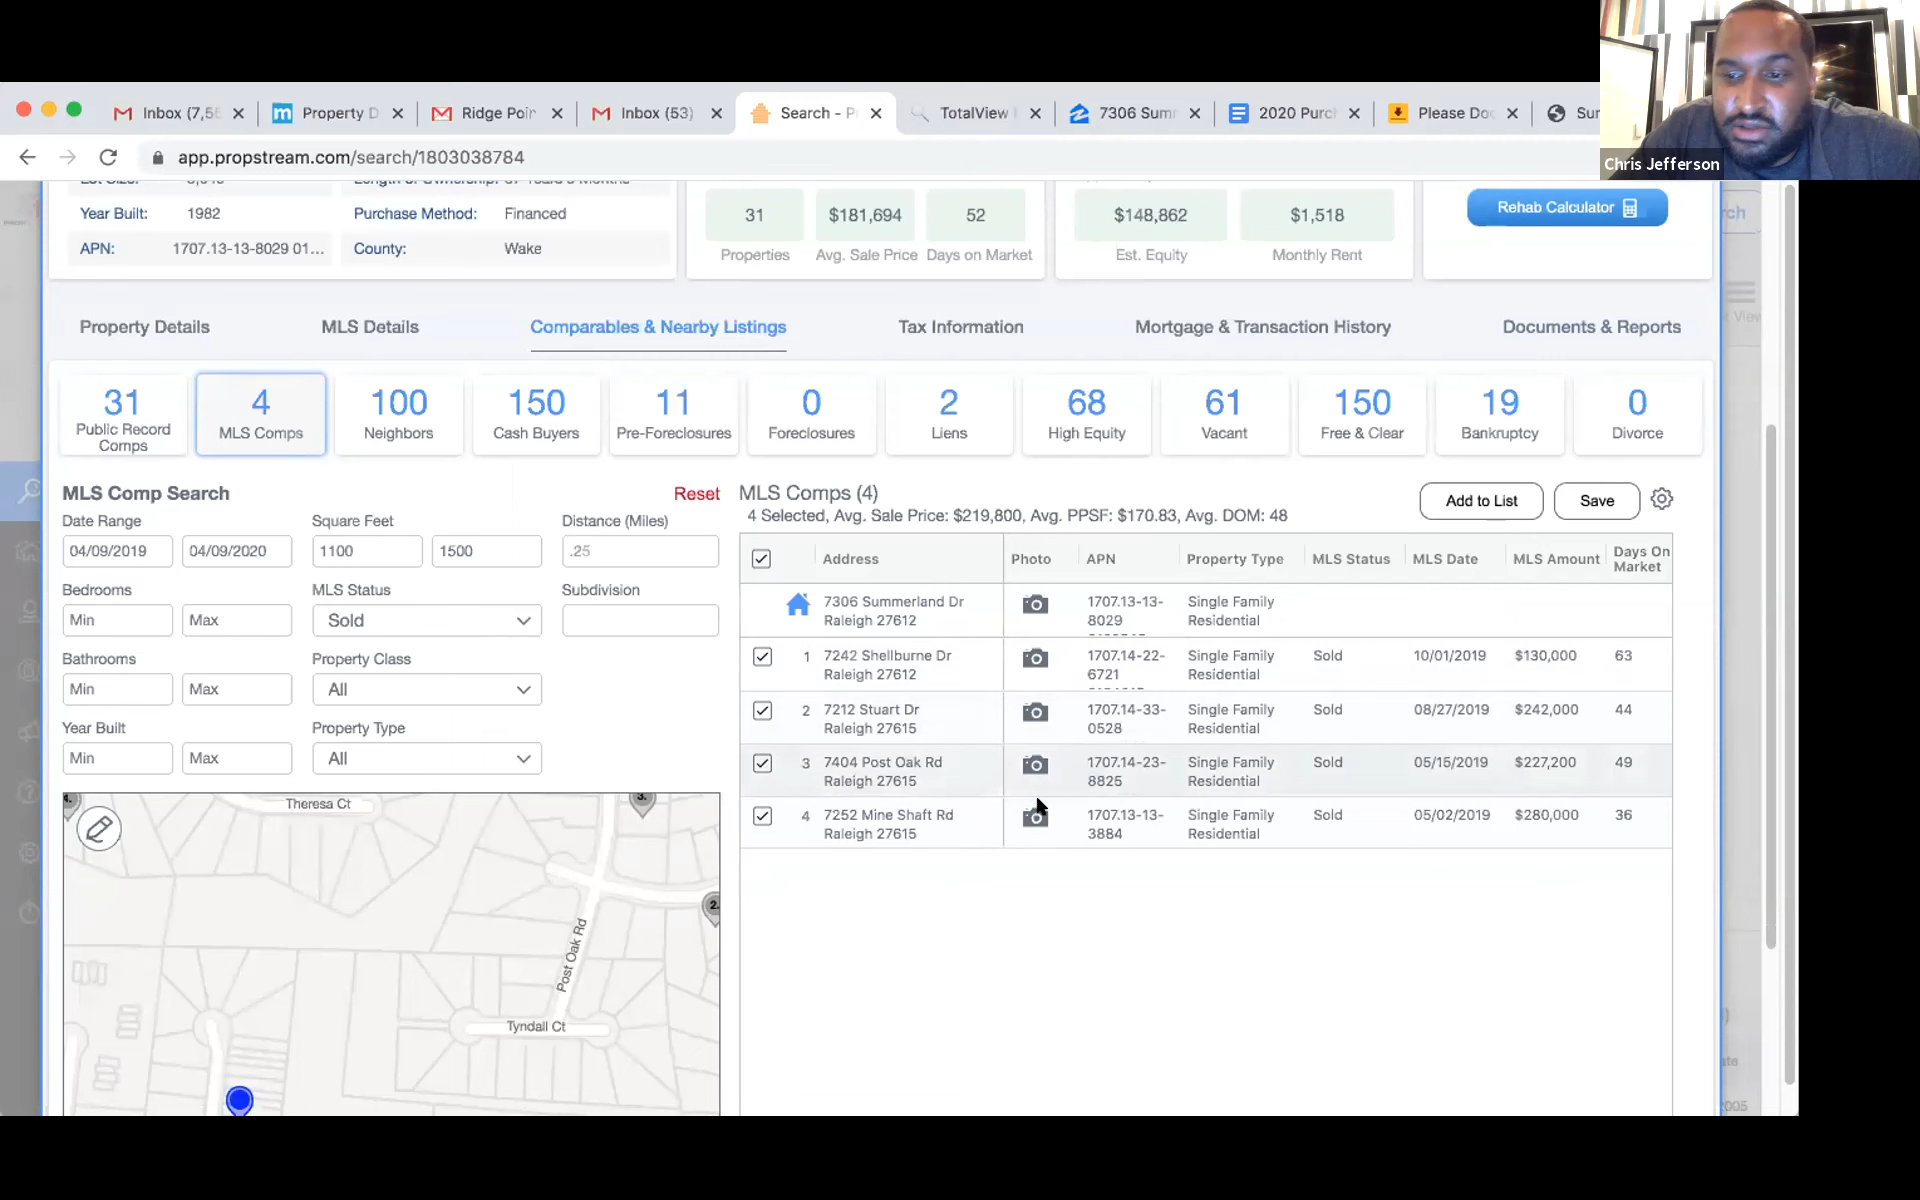 Inbox (7,5
Property D
Ridge Poin
Inbox (53)
Search - P
TotalView
7306 Sum
2020 Purc
Please Doc
Sur
app.propstream.com/search/1803038784
Chris Jefferson
Year Built: 1982
Purchase Method: Financed
APN: 1707.13-13-8029 01...
County: Wake
31
Properties
$181,694
Avg. Sale Price
52
Days on Market
$148,862
Est. Equity
$1,518
Monthly Rent
Rehab Calculator
Property Details
MLS Details
Comparables & Nearby Listings
Tax Information
Mortgage & Transaction History
Documents & Reports
31
Public Record
Comps
4
MLS Comps
100
Neighbors
150
Cash Buyers
11
Pre-Foreclosures
0
Foreclosures
2
Liens
68
High Equity
61
Vacant
150
Free & Clear
19
Bankruptcy
0
Divorce
MLS Comp Search
Reset
Date Range
04/09/2019 04/09/2020
Square Feet
1100 1500
Distance (Miles)
.25
Bedrooms
Min Max
MLS Status
Sold
Subdivision
Bathrooms
Min Max
Property Class
All
Year Built
Min Max
Property Type
All
Theresa Ct
Post Oak Rd
Tyndall Ct
3.
2.
MLS Comps (4)
4 Selected, Avg. Sale Price: $219,800, Avg. PPSF: $170.83, Avg. DOM: 48
Add to List
Save
Address Photo APN Property Type MLS Status MLS Date MLS Amount Days On
Market
7306 Summerland Dr 1707.13-13- Single Family
Raleigh 27612 8029 Residential
1 7242 Shellburne Dr 1707.14-22- Single Family Sold 10/01/2019 $130,000 63
Raleigh 27612 6721 Residential
2 7212 Stuart Dr 1707.14-33- Single Family Sold 08/27/2019 $242,000 44
Raleigh 27615 0528 Residential
3 7404 Post Oak Rd 1707.14-23- Single Family Sold 05/15/2019 $227,200 49
Raleigh 27615 8825 Residential
4 7252 Mine Shaft Rd 1707.13-13- Single Family Sold 05/02/2019 $280,000 36
Raleigh 27615 3884 Residential